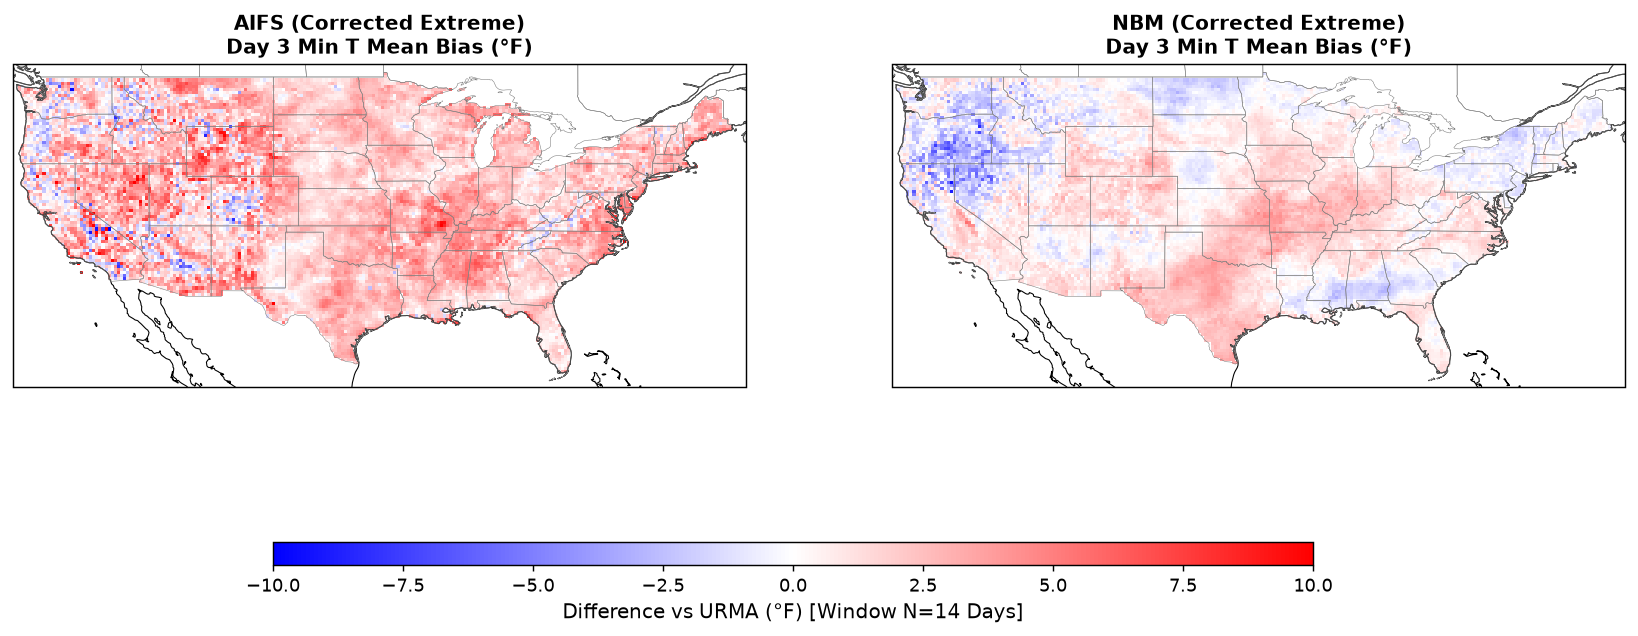 AIFS (Corrected Extreme)
Day 3 Min T Mean Bias (°F)
NBM (Corrected Extreme)
Day 3 Min T Mean Bias (°F)
−10.0 −7.5 −5.0 −2.5 0.0 2.5 5.0 7.5 10.0
Difference vs URMA (°F) [Window N=14 Days]